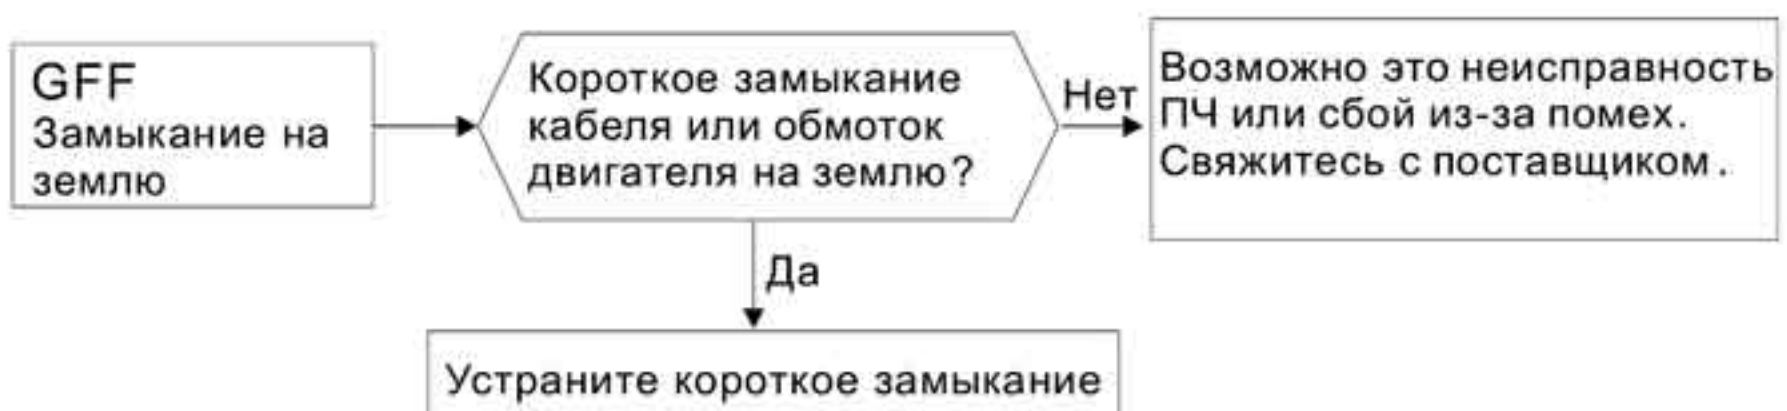 GFF
Замыкание на
землю
Короткое замыкание
кабеля или обмоток
двигателя на землю?
Нет
Возможно это неисправность
ПЧ или сбой из-за помех.
Свяжитесь с поставщиком.
Да
Устраните короткое замыкание